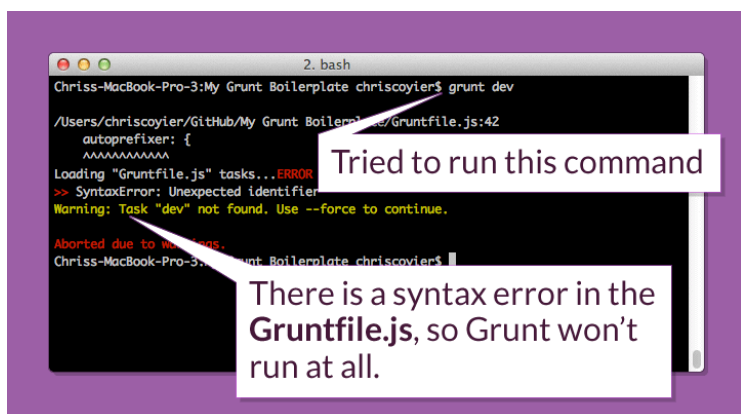 2. bash
Chriss-MacBook-Pro-3:My Grunt Boilerplate chriscoyier$ grunt dev
/Users/chriscoyier/GitHub/My Grunt Boilerplate/Gruntfile.js:42
autoprefixer: {
^^^^^^^^^^^^
Loading "Gruntfile.js" tasks...ERROR
>> SyntaxError: Unexpected identifier
Warning: Task "dev" not found. Use --force to continue.
Aborted due to warnings.
Chriss-MacBook-Pro-3:My Grunt Boilerplate chriscoyier$
Tried to run this command
There is a syntax error in the
Gruntfile.js, so Grunt won’t
run at all.